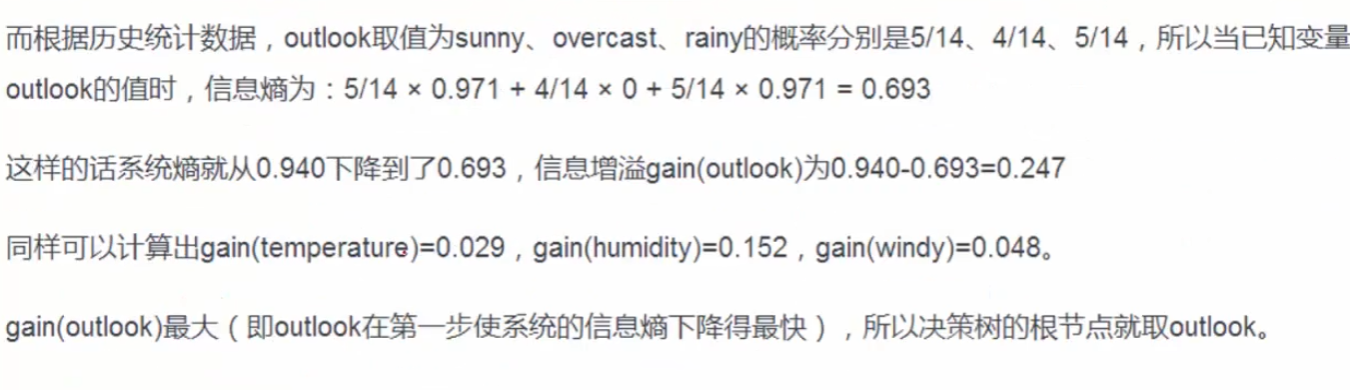 而根据历史统计数据，outlook取值为sunny、overcast、rainy的概率分别是5/14、4/14、5/14，所以当已知变量
outlook的值时，信息熵为：5/14 × 0.971 + 4/14 × 0 + 5/14 × 0.971 = 0.693
这样的话系统熵就从0.940下降到了0.693，信息增溢gain(outlook)为0.940-0.693=0.247
同样可以计算出gain(temperature)=0.029，gain(humidity)=0.152，gain(windy)=0.048。
gain(outlook)最大（即outlook在第一步使系统的信息熵下降得最快），所以决策树的根节点就取outlook。